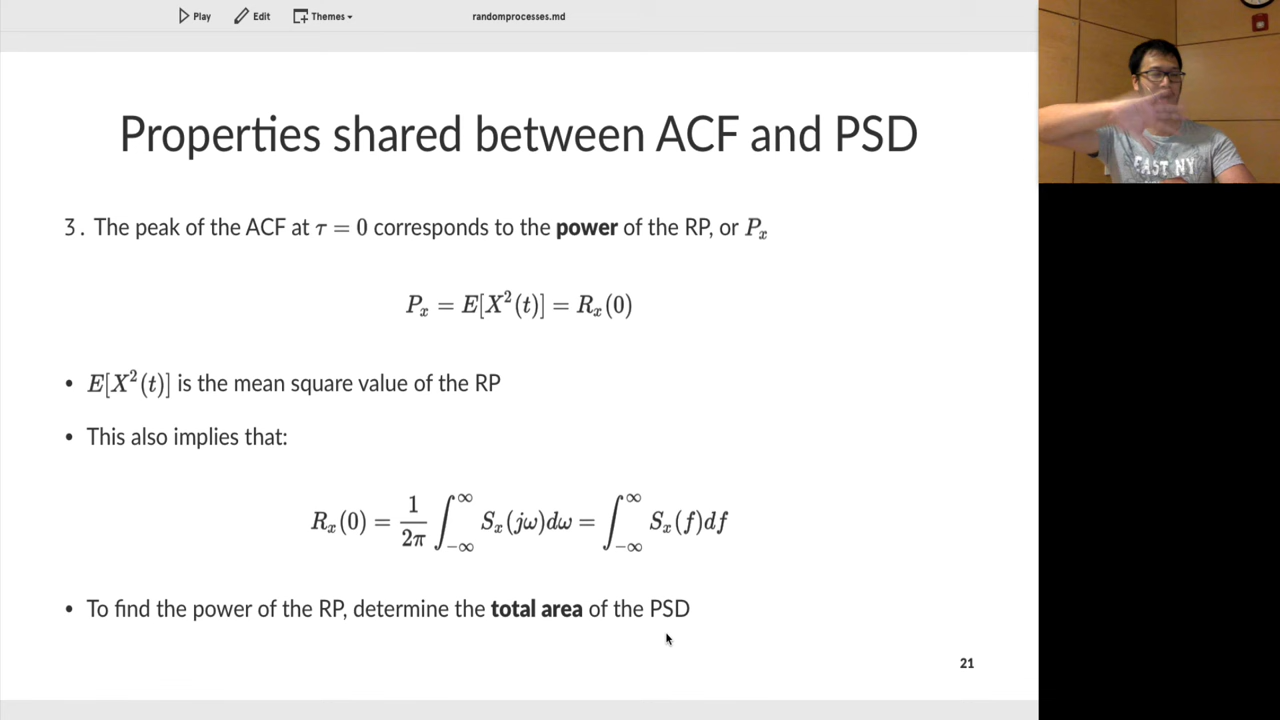 Play Edit Themes randomprocesses.md
Properties shared between ACF and PSD
3. The peak of the ACF at τ = 0 corresponds to the power of the RP, or Pₓ
Pₓ = E[X²(t)] = Rₓ(0)
• E[X²(t)] is the mean square value of the RP
• This also implies that:
Rₓ(0) = 1/2π ∫_{-∞}^{∞} Sₓ(jω)dω = ∫_{-∞}^{∞} Sₓ(f)df
• To find the power of the RP, determine the total area of the PSD
21
EAST NY